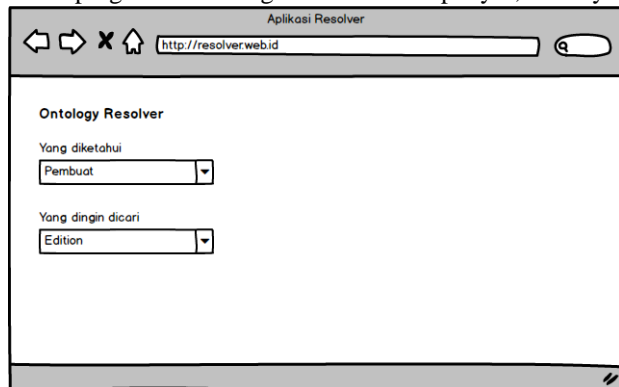 Aplikasi Resolver
http://resolver.web.id
Ontology Resolver
Yang diketahui
Pembuat
Yang dingin dicari
Edition